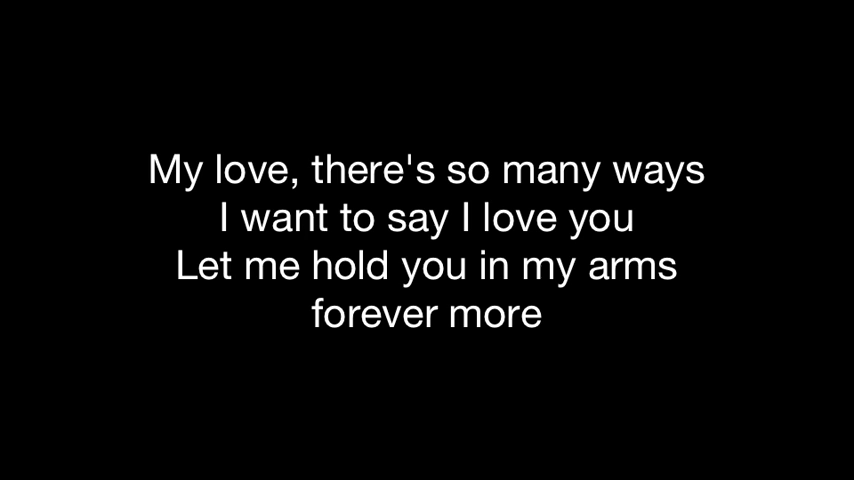 My love, there's so many ways
I want to say I love you
Let me hold you in my arms
forever more